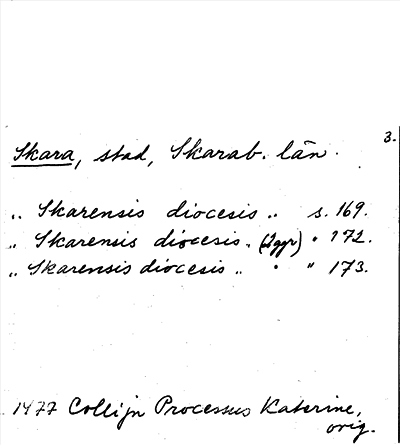 3.
Skara, stad, Skarab. län.
„ Skarensis diocesis „ s. 169.
„ Skarensis diocesis „ (2ggr) • 172.
„ Skarensis diocesis „ • " 173.
1477 Collijn Processus Katerine,
orig.